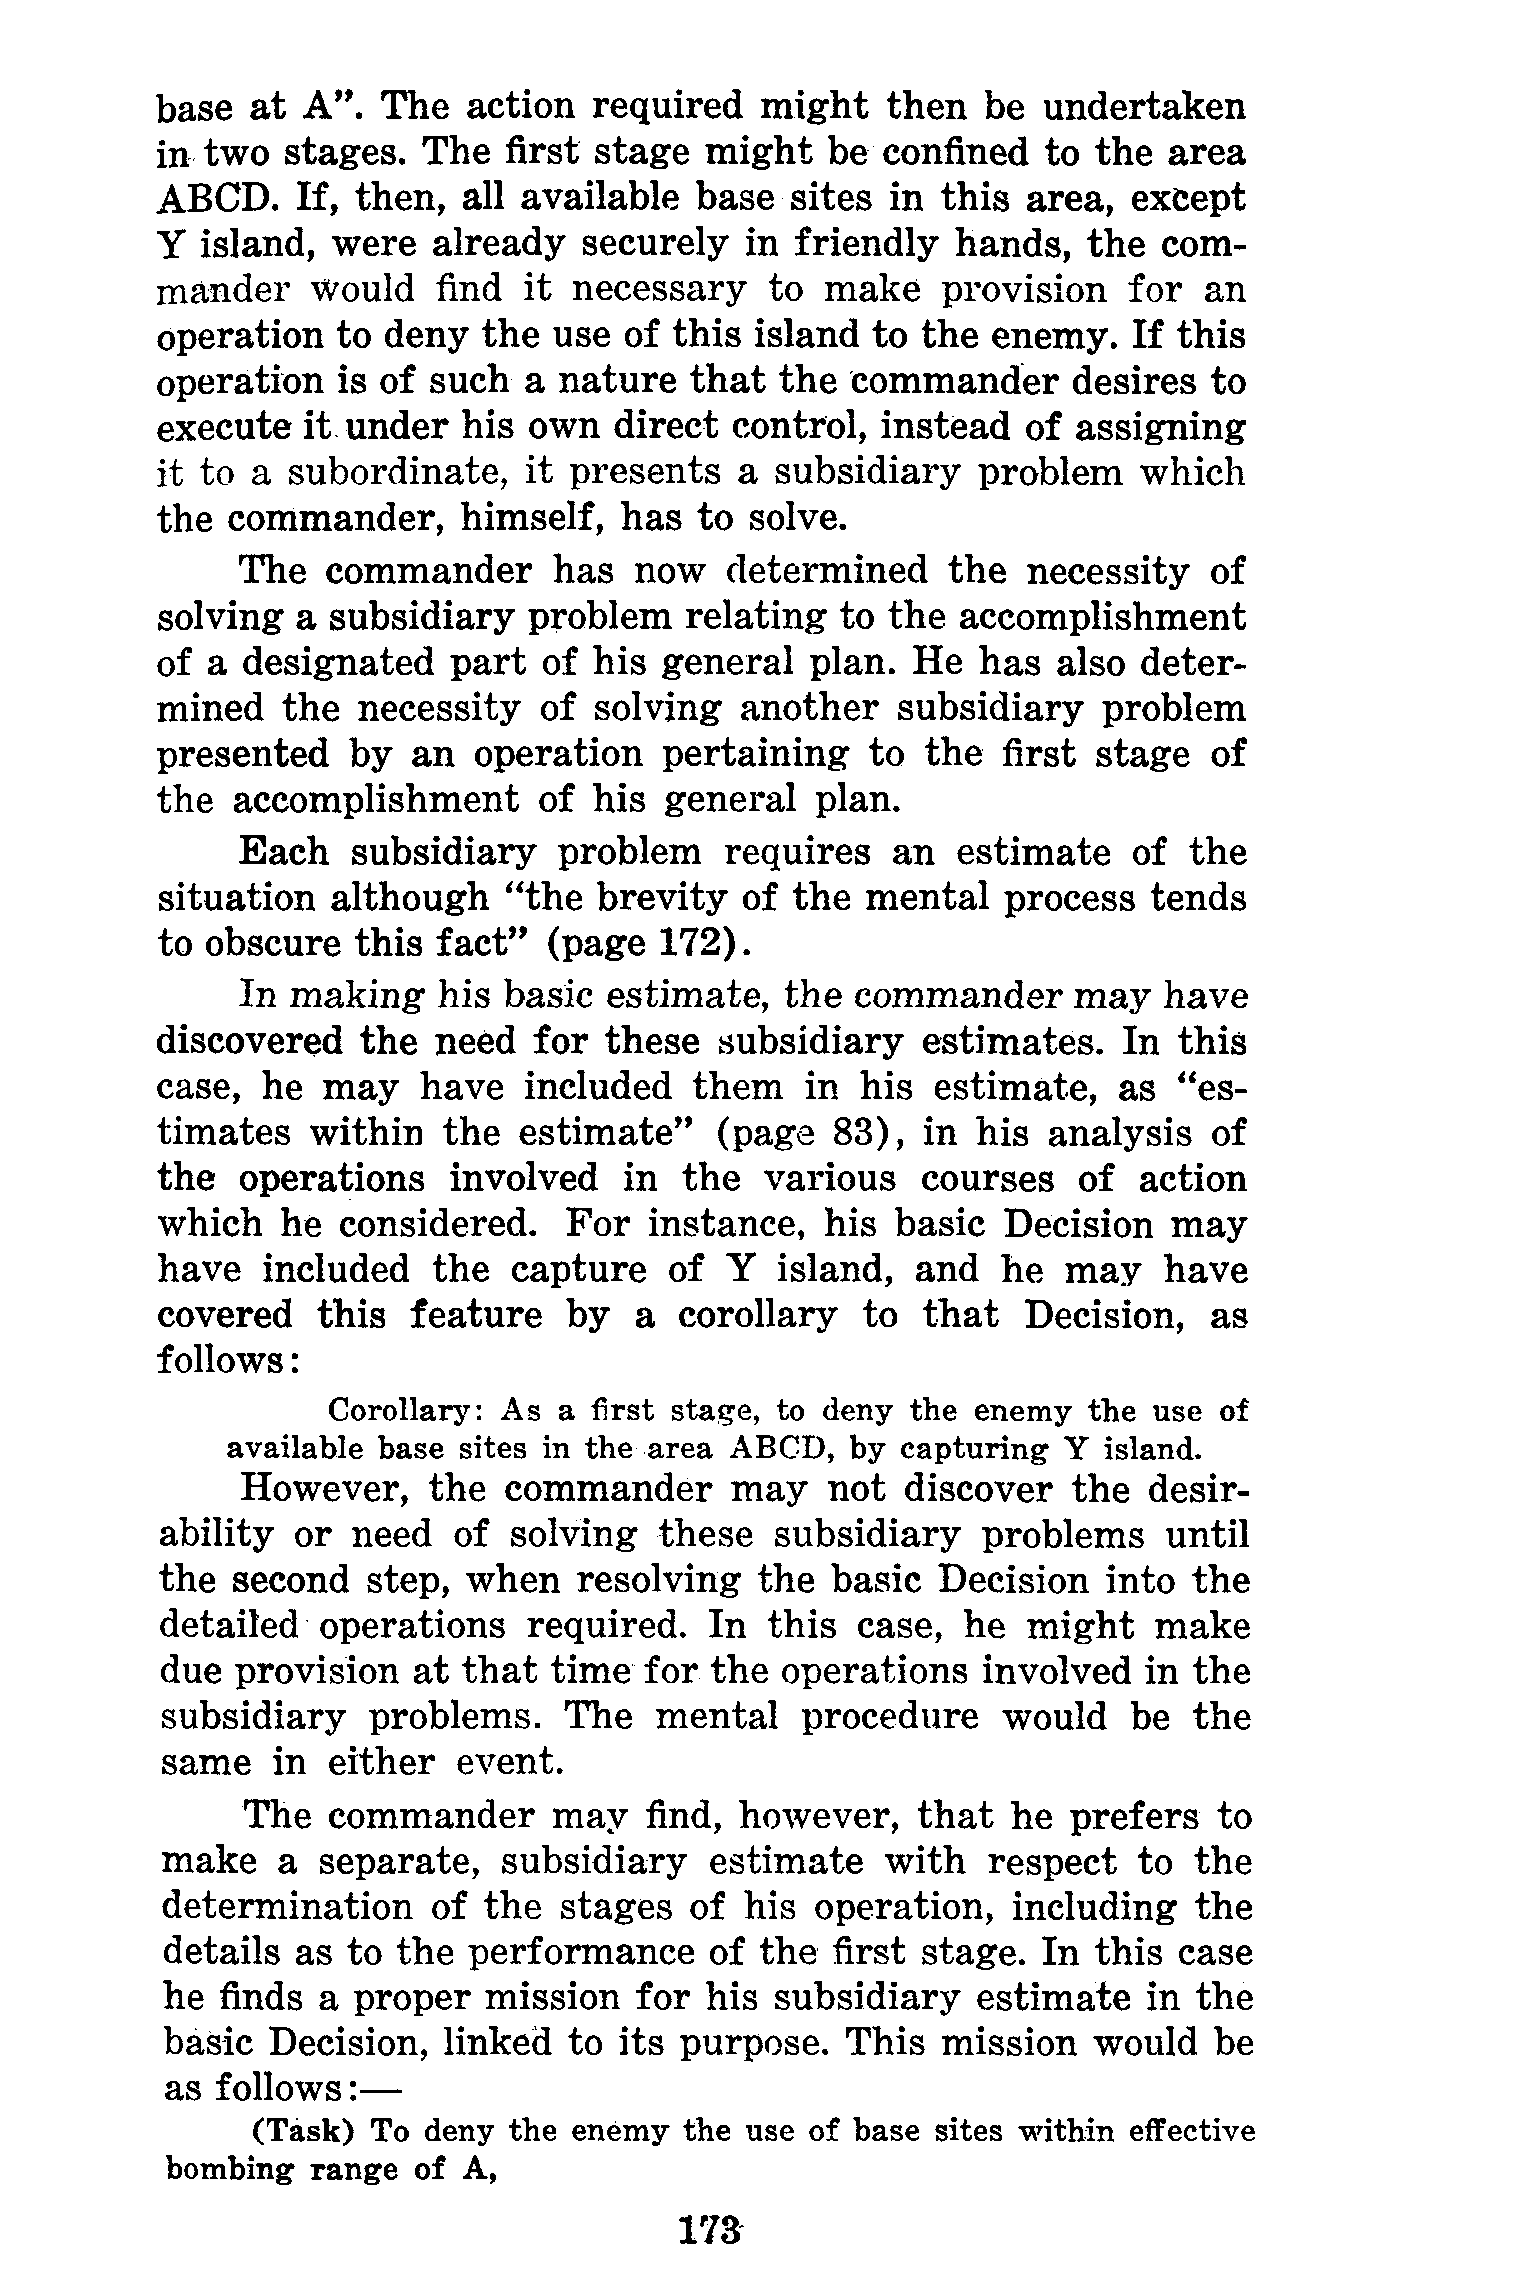 base at A”. The action required might then be undertaken
in two stages. The first stage might be confined to the area
ABCD. If, then, all available base sites in this area, except
Y island, were already securely in friendly hands, the com-
mander would find it necessary to make provision for an
operation to deny the use of this island to the enemy. If this
operation is of such a nature that the commander desires to
execute it under his own direct control, instead of assigning
it to a subordinate, it presents a subsidiary problem which
the commander, himself, has to solve.
The commander has now determined the necessity of
solving a subsidiary problem relating to the accomplishment
of a designated part of his general plan. He has also deter-
mined the necessity of solving another subsidiary problem
presented by an operation pertaining to the first stage of
the accomplishment of his general plan.
Each subsidiary problem requires an estimate of the
situation although “the brevity of the mental process tends
to obscure this fact” (page 172).
In making his basic estimate, the commander may have
discovered the need for these subsidiary estimates. In this
case, he may have included them in his estimate, as “es-
timates within the estimate” (page 83), in his analysis of
the operations involved in the various courses of action
which he considered. For instance, his basic Decision may
have included the capture of Y island, and he may have
covered this feature by a corollary to that Decision, as
follows:
Corollary: As a first stage, to deny the enemy the use of
available base sites in the area ABCD, by capturing Y island.
However, the commander may not discover the desir-
ability or need of solving these subsidiary problems until
the second step, when resolving the basic Decision into the
detailed operations required. In this case, he might make
due provision at that time for the operations involved in the
subsidiary problems. The mental procedure would be the
same in either event.
The commander may find, however, that he prefers to
make a separate, subsidiary estimate with respect to the
determination of the stages of his operation, including the
details as to the performance of the first stage. In this case
he finds a proper mission for his subsidiary estimate in the
basic Decision, linked to its purpose. This mission would be
as follows:—
(Task) To deny the enemy the use of base sites within effective
bombing range of A,
173